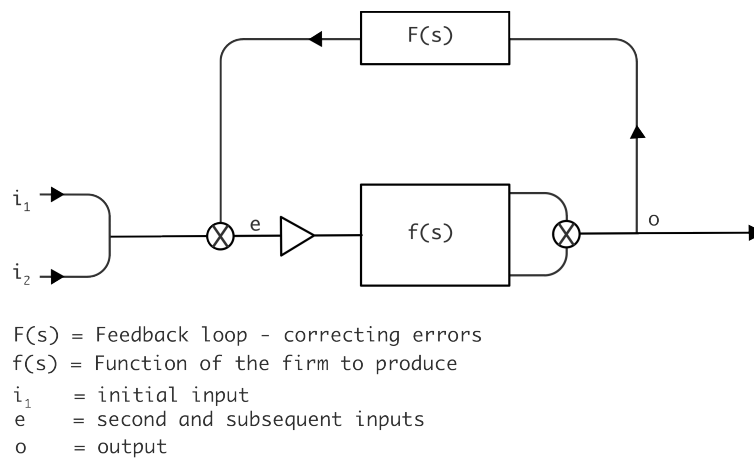 F(s)
i₁
e
f(s)
o
i₂
F(s) = Feedback loop - correcting errors
f(s) = Function of the firm to produce
i₁ = initial input
e = second and subsequent inputs
o = output